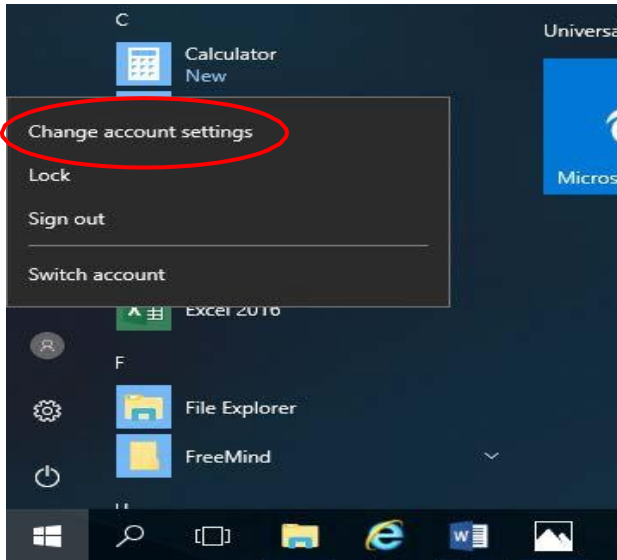 C
Calculator
New
Universa
Change account settings
Lock
Micros
Sign out
Switch account
Excel 2016
F
File Explorer
FreeMind